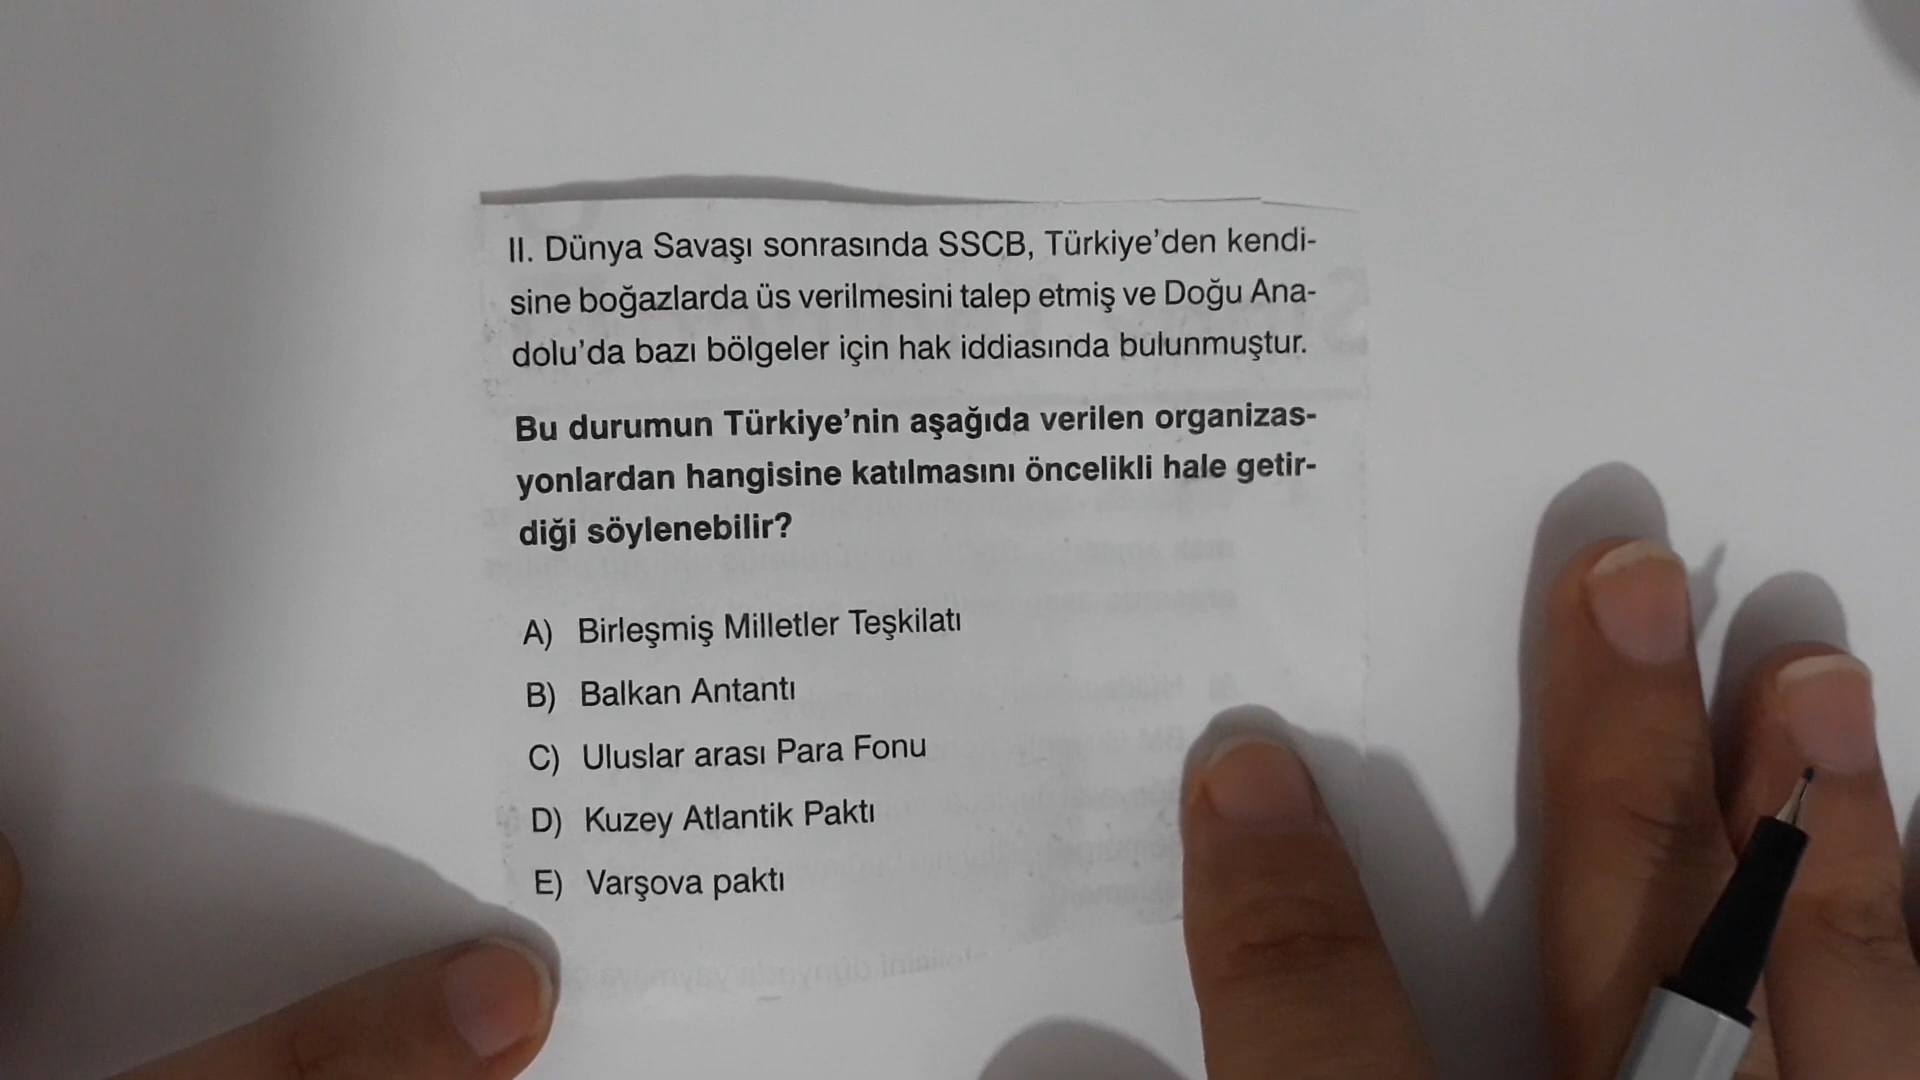 II. Dünya Savaşı sonrasında SSCB, Türkiye'den kendi-
sine boğazlarda üs verilmesini talep etmiş ve Doğu Ana-
dolu'da bazı bölgeler için hak iddiasında bulunmuştur.
Bu durumun Türkiye'nin aşağıda verilen organizas-
yonlardan hangisine katılmasını öncelikli hale getir-
diği söylenebilir?
A) Birleşmiş Milletler Teşkilatı
B) Balkan Antantı
C) Uluslar arası Para Fonu
D) Kuzey Atlantik Paktı
E) Varşova paktı